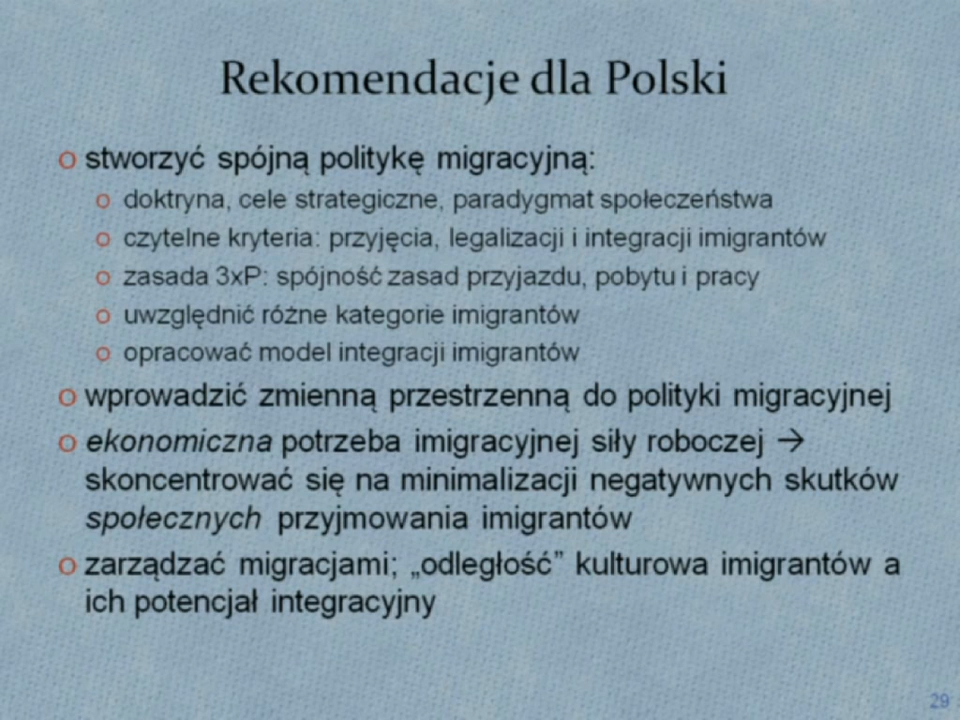 Rekomendacje dla Polski
o stworzyć spójną politykę migracyjną:
o doktryna, cele strategiczne, paradygmat społeczeństwa
o czytelne kryteria: przyjęcia, legalizacji i integracji imigrantów
o zasada 3xP: spójność zasad przyjazdu, pobytu i pracy
o uwzględnić różne kategorie imigrantów
o opracować model integracji imigrantów
o wprowadzić zmienną przestrzenną do polityki migracyjnej
o ekonomiczna potrzeba imigracyjnej siły roboczej →
skoncentrować się na minimalizacji negatywnych skutków
społecznych przyjmowania imigrantów
o zarządzać migracjami; „odległość” kulturowa imigrantów a
ich potencjał integracyjny
29